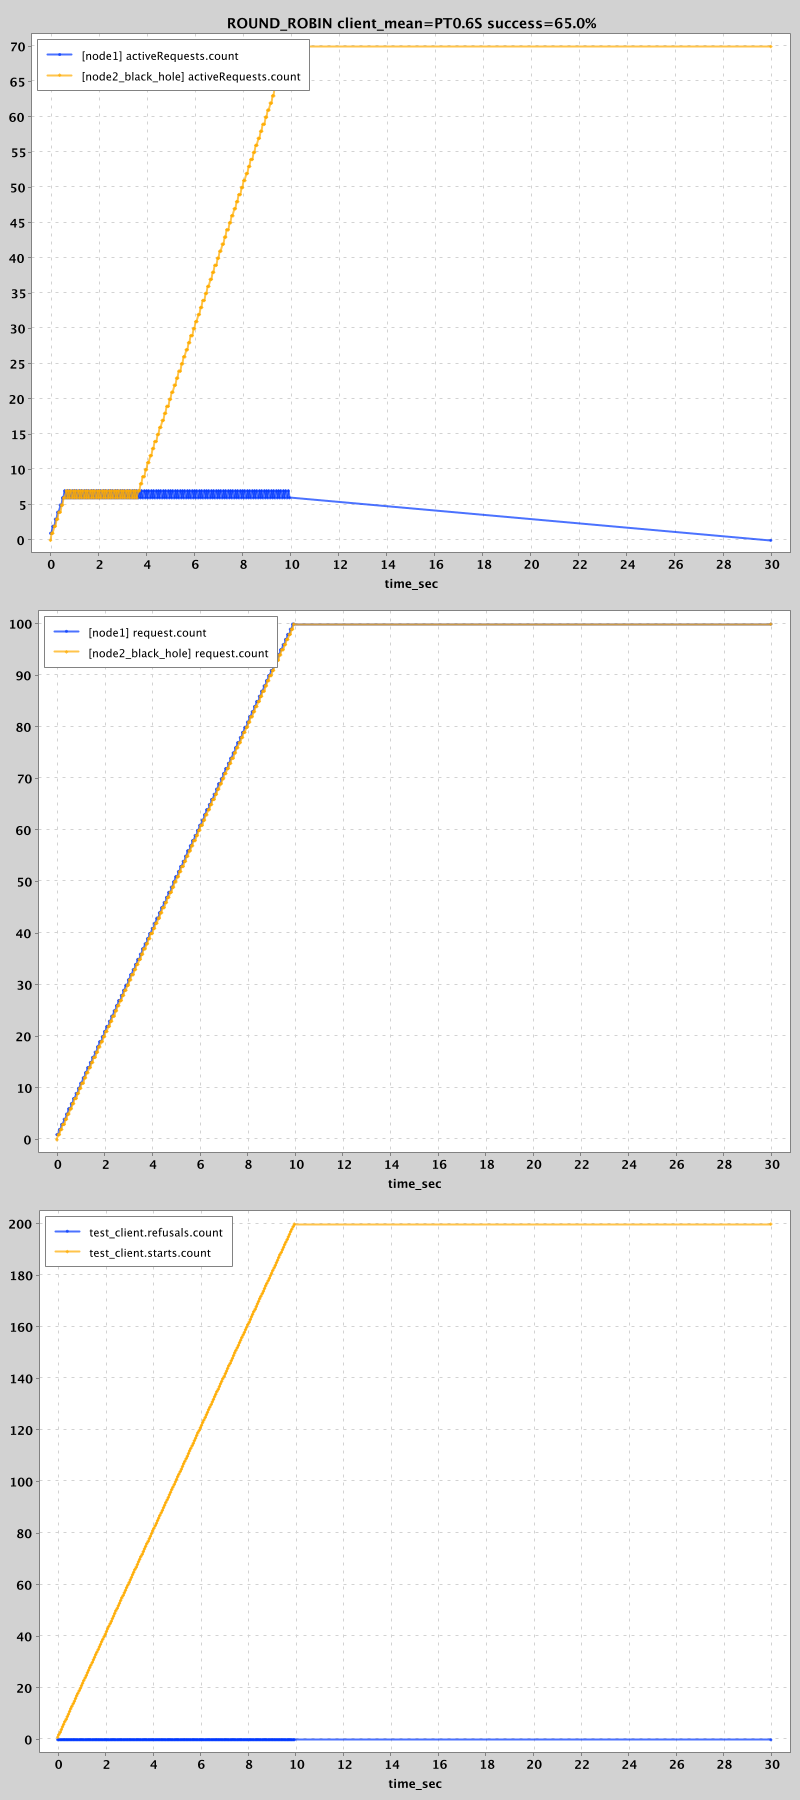 ROUND_ROBIN client_mean=PT0.6S success=65.0%
[node1] activeRequests.count
[node2_black_hole] activeRequests.count
70
65
60
55
50
45
40
35
30
25
20
15
10
5
0
0 2 4 6 8 10 12 14 16 18 20 22 24 26 28 30
time_sec
[node1] request.count
[node2_black_hole] request.count
100
90
80
70
60
50
40
30
20
10
0
0 2 4 6 8 10 12 14 16 18 20 22 24 26 28 30
time_sec
test_client.refusals.count
test_client.starts.count
200
180
160
140
120
100
80
60
40
20
0
0 2 4 6 8 10 12 14 16 18 20 22 24 26 28 30
time_sec